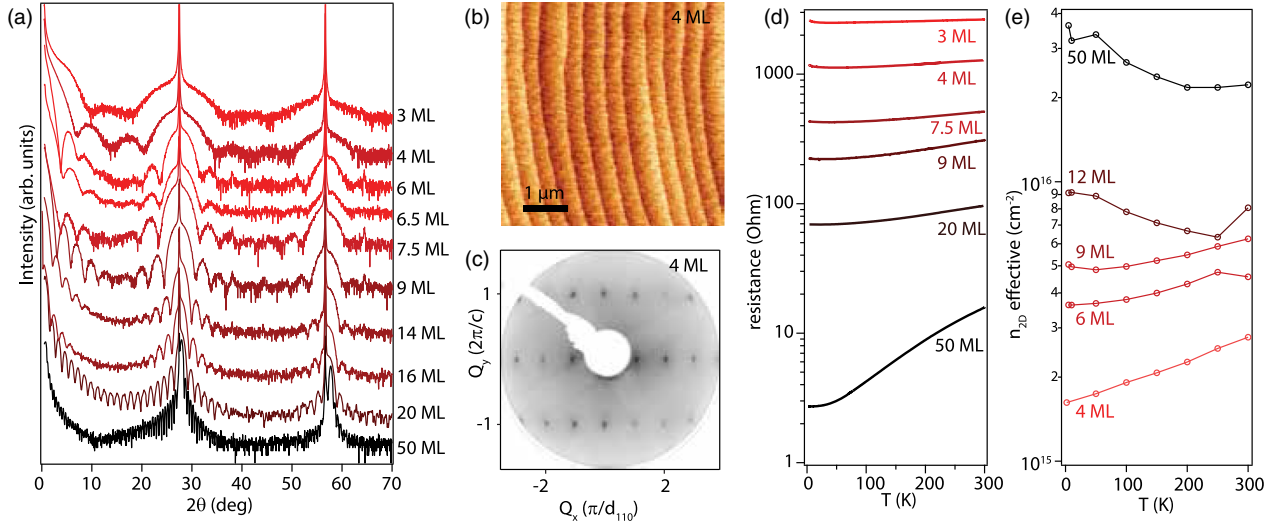 (a)
Intensity (arb. units)
3 ML
4 ML
6 ML
6.5 ML
7.5 ML
9 ML
14 ML
16 ML
20 ML
50 ML
0 10 20 30 40 50 60 70
2θ (deg)
(b)
4 ML
1 μm
(c)
4 ML
Q_y (2π/c)
1
-1
-2 2
Q_x (π/d_110)
(d)
resistance (Ohm)
1000
100
10
1
3 ML
4 ML
7.5 ML
9 ML
20 ML
50 ML
0 100 200 300
T (K)
(e)
n_2D effective (cm⁻²)
4
3
2
10¹⁶
9
8
7
6
5
4
3
2
10¹⁵
50 ML
12 ML
9 ML
6 ML
4 ML
0 100 200 300
T (K)